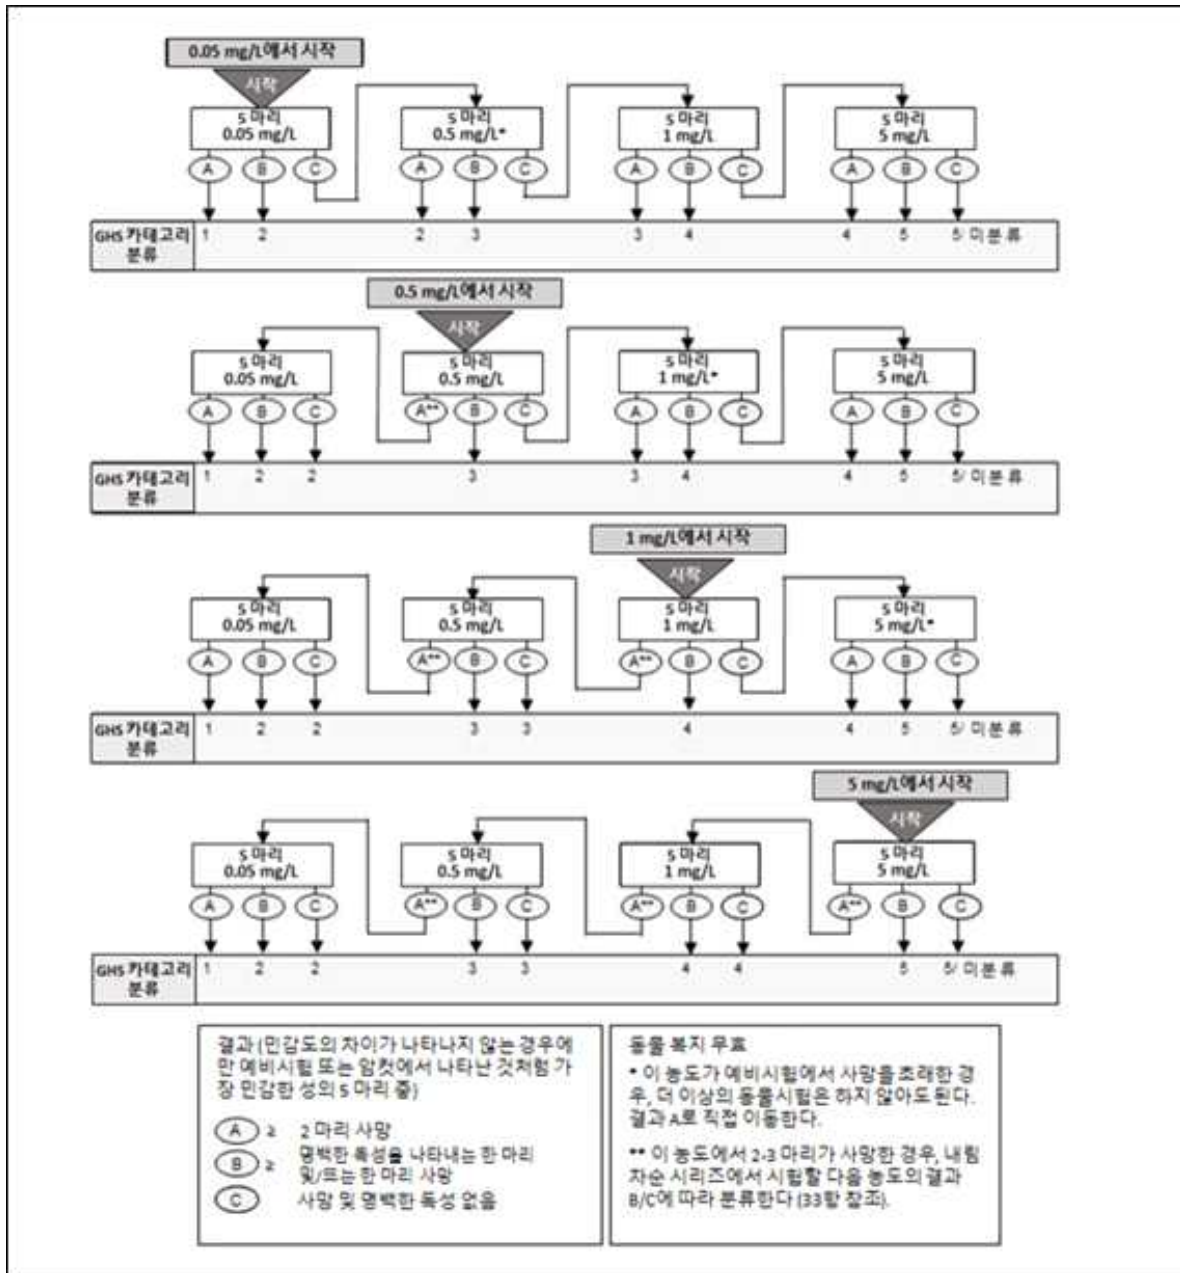 0.05 mg/L에서 시작
시작
5 마리 5 마리 5 마리 5 마리
0.05 mg/L 0.5 mg/L* 1 mg/L 5 mg/L
A B C A B C A B C A B C
GHS 카테고리 1 2 2 3 3 4 4 5 5/ 미분류
분류
0.5 mg/L에서 시작
시작
5 마리 5 마리 5 마리 5 마리
0.05 mg/L 0.5 mg/L 1 mg/L* 5 mg/L
A B C A** B C A B C A B C
GHS 카테고리 1 2 2 3 3 4 4 5 5/ 미분류
분류
1 mg/L에서 시작
시작
5 마리 5 마리 5 마리 5 마리
0.05 mg/L 0.5 mg/L 1 mg/L 5 mg/L*
A B C A** B C A** B C A B C
GHS 카테고리 1 2 2 3 3 4 4 5 5/ 미분류
분류
5 mg/L에서 시작
시작
5 마리 5 마리 5 마리 5 마리
0.05 mg/L 0.5 mg/L 1 mg/L 5 mg/L
A B C A** B C A** B C A** B C
GHS 카테고리 1 2 2 3 3 4 4 5 5/ 미분류
분류
결과 (민감도의 차이가 나타나지 않는 경우에
만 예비시험 또는 암컷에서 나타난 것처럼 가
장 민감한 성의 5 마리 중)
A ≥ 2 마리 사망
B ≥ 명백한 독성을 나타내는 한 마리
및/또는 한 마리 사망
C 사망 및 명백한 독성 없음
동물 복지 무효
* 이 농도가 예비시험에서 사망을 초래한 경
우, 더 이상의 동물시험은 하지 않아도 된다.
결과 A로 직접 이동한다.
** 이 농도에서 2-3 마리가 사망한 경우, 내림
차순 시리즈에서 시험할 다음 농도의 결과
B/C에 따라 분류한다 (33항 참조).